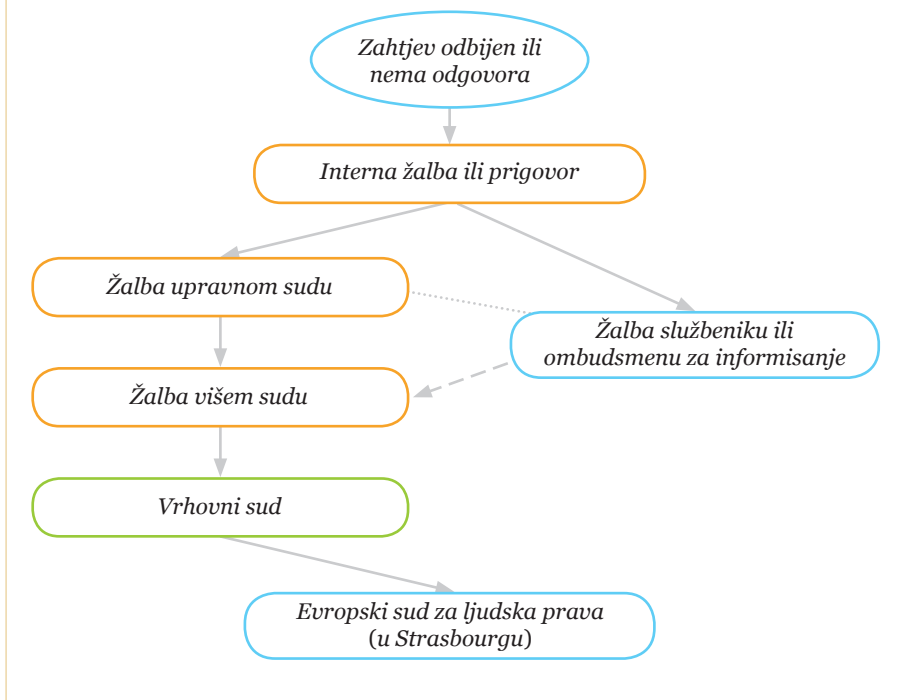 Zahtjev odbijen ili
nema odgovora
Interna žalba ili prigovor
Žalba upravnom sudu
Žalba službeniku ili
ombudsmenu za informisanje
Žalba višem sudu
Vrhovni sud
Evropski sud za ljudska prava
(u Strasbourgu)